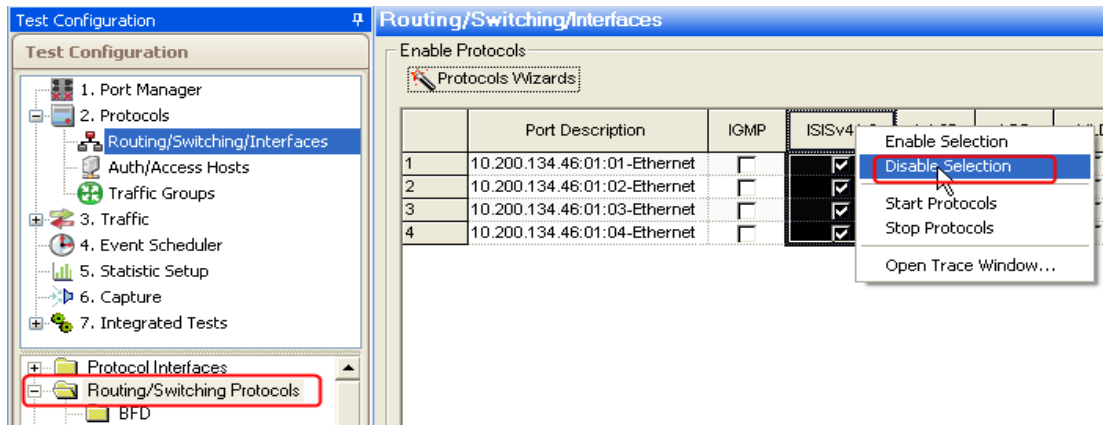 Test Configuration
Test Configuration
1. Port Manager
2. Protocols
Routing/Switching/Interfaces
Auth/Access Hosts
Traffic Groups
3. Traffic
4. Event Scheduler
5. Statistic Setup
6. Capture
7. Integrated Tests
Protocol Interfaces
Routing/Switching Protocols
BFD
Routing/Switching/Interfaces
Enable Protocols
Protocols Wizards
Port Description IGMP
1 10.200.134.46:01:01-Ethernet
2 10.200.134.46:01:02-Ethernet
3 10.200.134.46:01:03-Ethernet
4 10.200.134.46:01:04-Ethernet
Enable Selection
Disable Selection
Start Protocols
Stop Protocols
Open Trace Window...